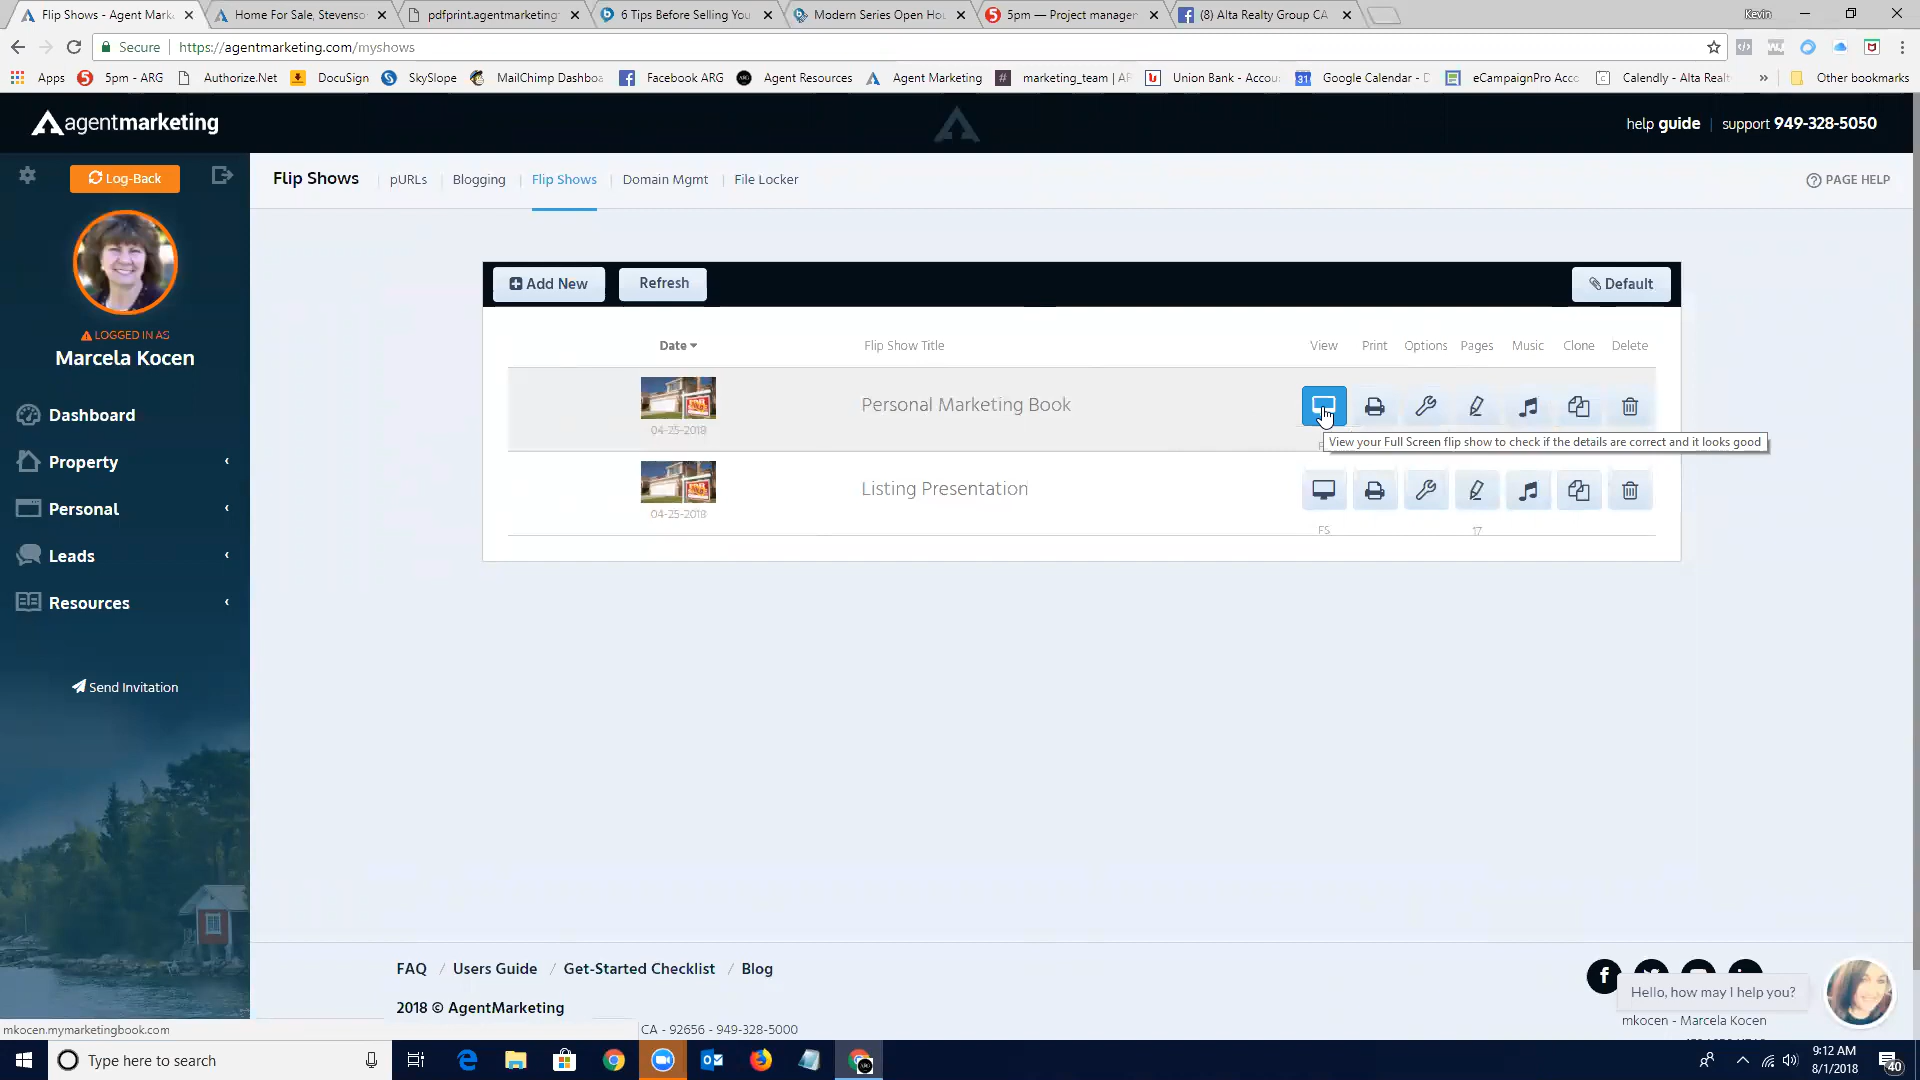 Flip Shows - Agent Mark
Home For Sale, Stevenso
pdfprint.agentmarketing
6 Tips Before Selling You
Modern Series Open Hou
5pm — Project manager
(8) Alta Realty Group CA
Kevin
Secure
https://agentmarketing.com/myshows
Apps
5pm - ARG
Authorize.Net
DocuSign
SkySlope
MailChimp Dashboa
Facebook ARG
Agent Resources
Agent Marketing
marketing_team | AR
Union Bank - Accou
Google Calendar - D
eCampaignPro Acco
Calendly - Alta Realt
Other bookmarks
agentmarketing
help guide | support 949-328-5050
Log-Back
Flip Shows
pURLs
Blogging
Flip Shows
Domain Mgmt
File Locker
PAGE HELP
LOGGED IN AS
Marcela Kocen
Dashboard
Property
Personal
Leads
Resources
Send Invitation
Add New
Refresh
Default
Date
Flip Show Title
View
Print
Options
Pages
Music
Clone
Delete
04-25-2018
Personal Marketing Book
View your Full Screen flip show to check if the details are correct and it looks good
04-25-2018
Listing Presentation
FS
17
FAQ / Users Guide / Get-Started Checklist / Blog
2018 © AgentMarketing
CA - 92656 - 949-328-5000
Hello, how may I help you?
mkocen - Marcela Kocen
mkocen.mymarketingbook.com
Type here to search
9:12 AM
8/1/2018
40